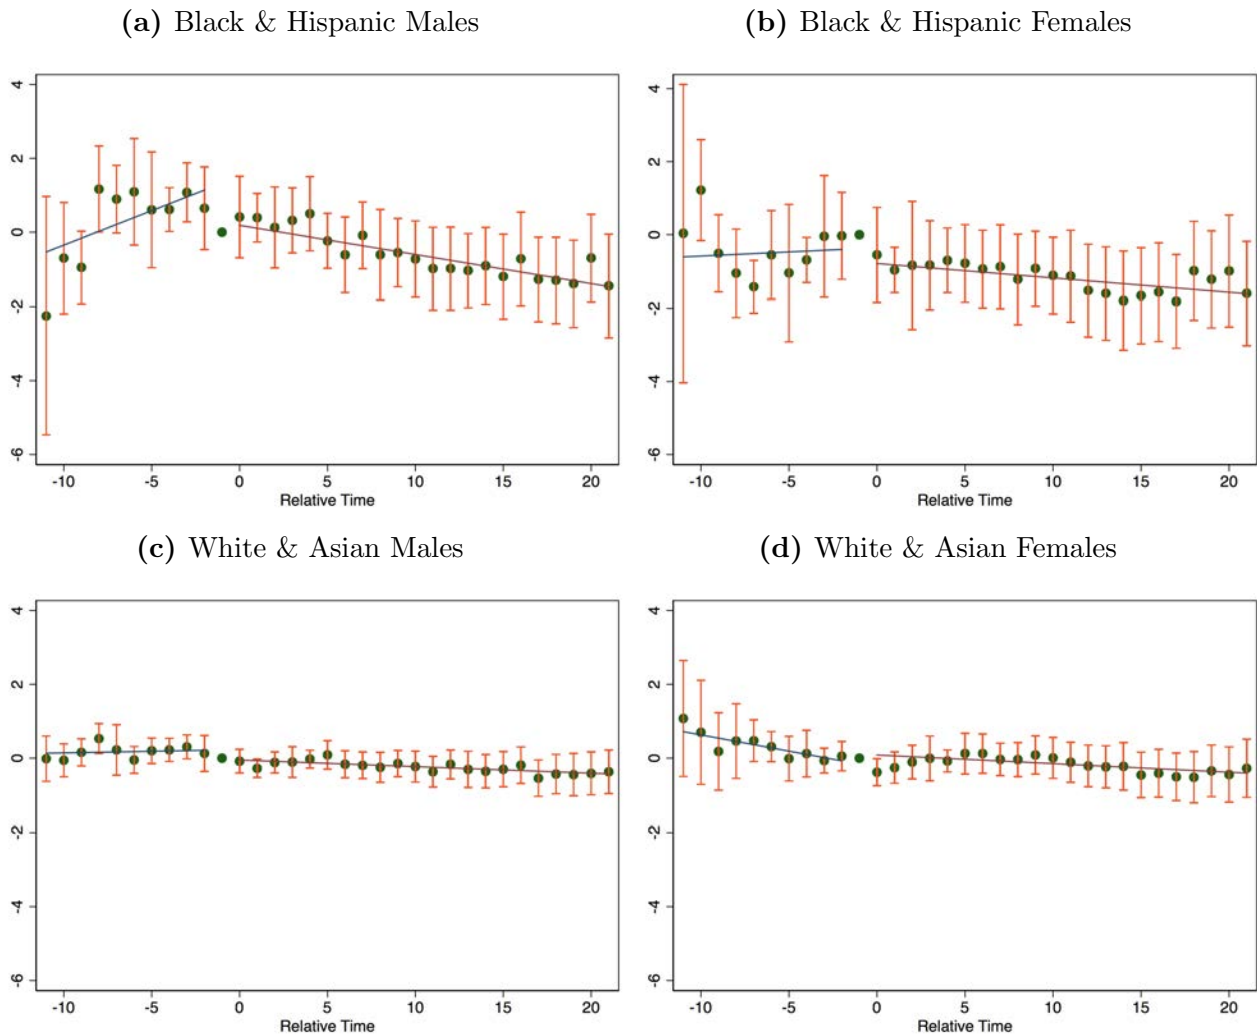 (a) Black & Hispanic Males
(b) Black & Hispanic Females
4
2
0
-2
-4
-6
-10 -5 0 5 10 15 20
Relative Time
4
2
0
-2
-4
-6
-10 -5 0 5 10 15 20
Relative Time
(c) White & Asian Males
(d) White & Asian Females
4
2
0
-2
-4
-6
-10 -5 0 5 10 15 20
Relative Time
4
2
0
-2
-4
-6
-10 -5 0 5 10 15 20
Relative Time